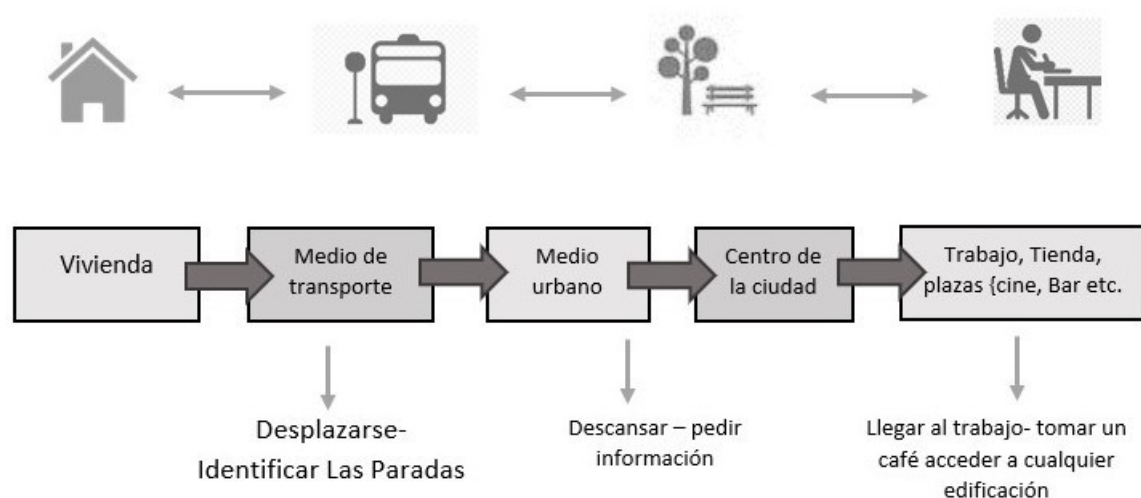 Vivienda
Medio de
transporte
Medio
urbano
Centro de
la ciudad
Trabajo, Tienda,
plazas {cine, Bar etc.
Desplazarse-
Identificar Las Paradas
Descansar – pedir
información
Llegar al trabajo- tomar un
café acceder a cualquier
edificación